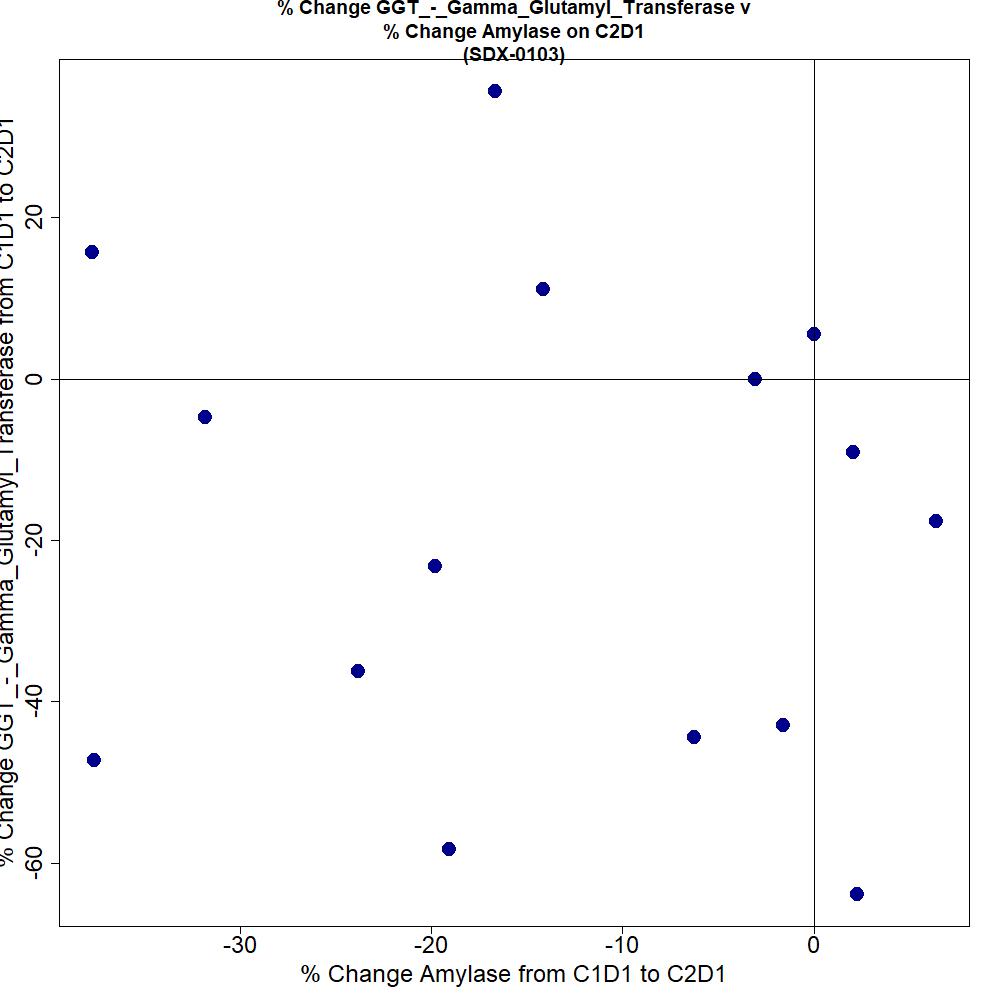 % Change GGT_-_Gamma_Glutamyl_Transferase v
% Change Amylase on C2D1
(SDX-0103)
% Change GGT_-_Gamma_Glutamyl_Transferase from C1D1 to C2D1
20
0
-20
-40
-60
-30
-20
-10
0
% Change Amylase from C1D1 to C2D1